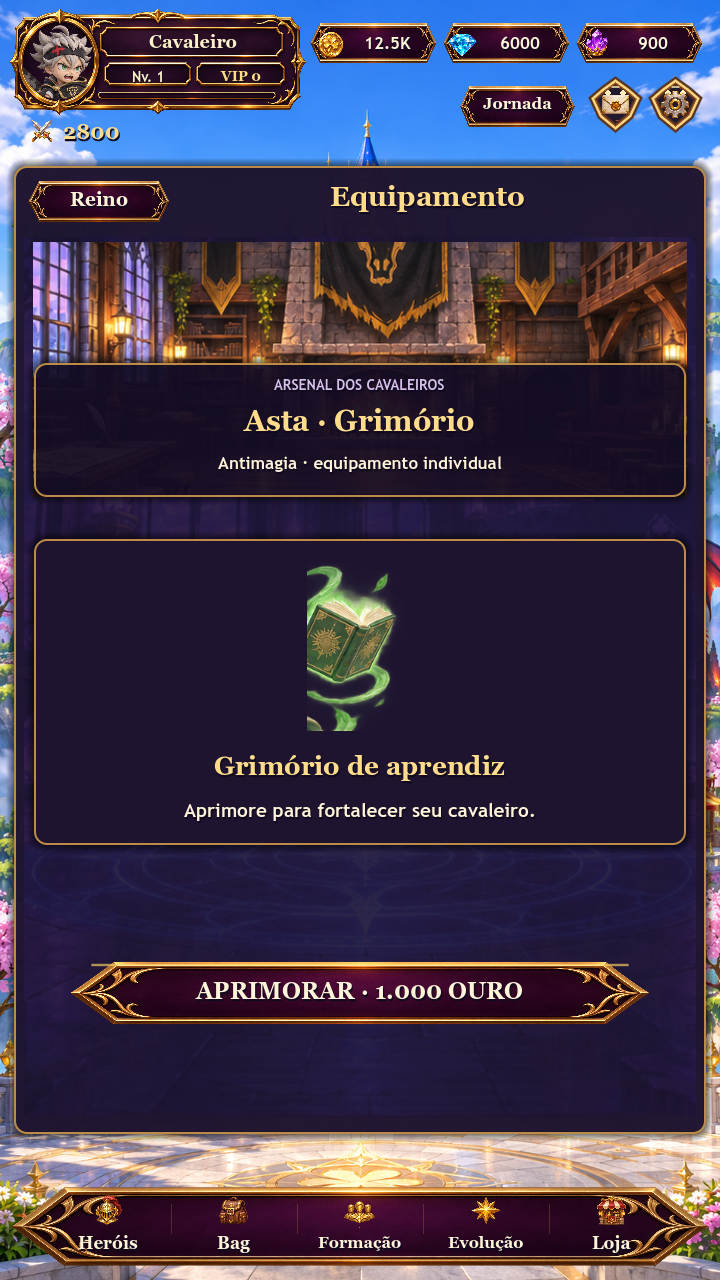 Cavaleiro
Nv. 1
VIP 0
12.5K
6000
900
Jornada
2800
Reino
Equipamento
ARSENAL DOS CAVALEIROS
Asta · Grimório
Antimagia · equipamento individual
Grimório de aprendiz
Aprimore para fortalecer seu cavaleiro.
APRIMORAR · 1.000 OURO
Heróis
Bag
Formação
Evolução
Loja